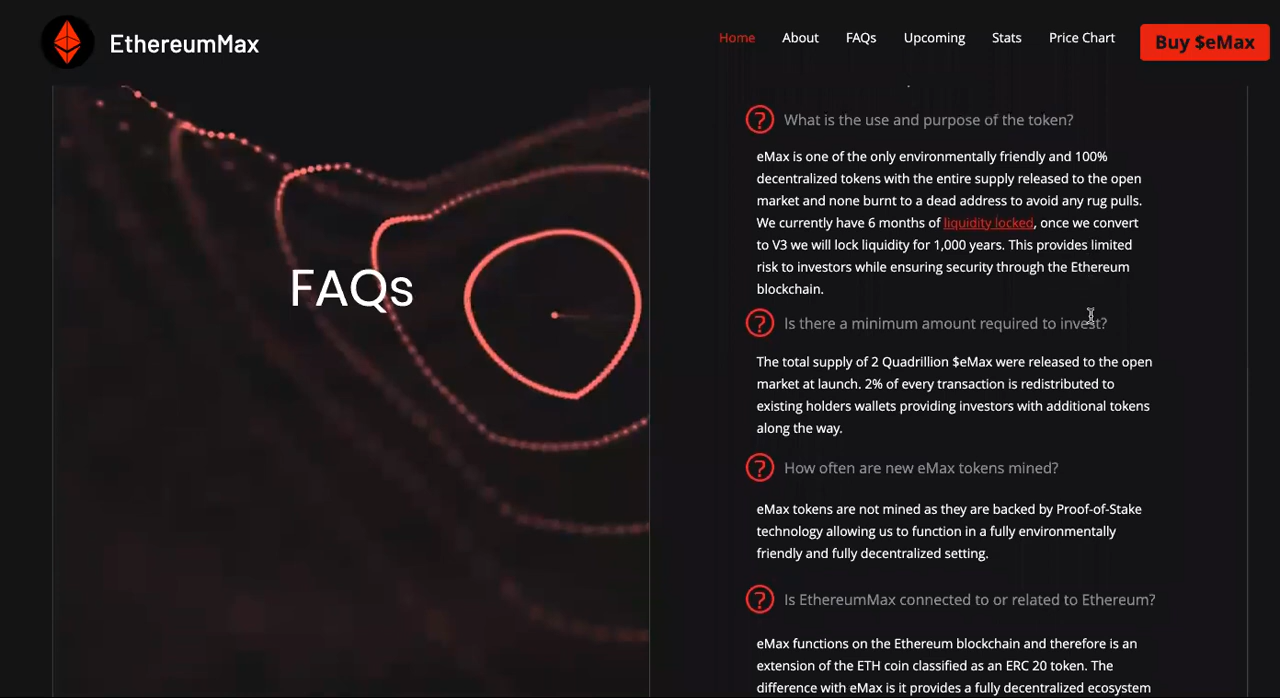 EthereumMax
Home About FAQs Upcoming Stats Price Chart Buy $eMax
FAQs
What is the use and purpose of the token?
eMax is one of the only environmentally friendly and 100%
decentralized tokens with the entire supply released to the open
market and none burnt to a dead address to avoid any rug pulls.
We currently have 6 months of liquidity locked, once we convert
to V3 we will lock liquidity for 1,000 years. This provides limited
risk to investors while ensuring security through the Ethereum
blockchain.
Is there a minimum amount required to invest?
The total supply of 2 Quadrillion $eMax were released to the open
market at launch. 2% of every transaction is redistributed to
existing holders wallets providing investors with additional tokens
along the way.
How often are new eMax tokens mined?
eMax tokens are not mined as they are backed by Proof-of-Stake
technology allowing us to function in a fully environmentally
friendly and fully decentralized setting.
Is EthereumMax connected to or related to Ethereum?
eMax functions on the Ethereum blockchain and therefore is an
extension of the ETH coin classified as an ERC 20 token. The
difference with eMax is it provides a fully decentralized ecosystem